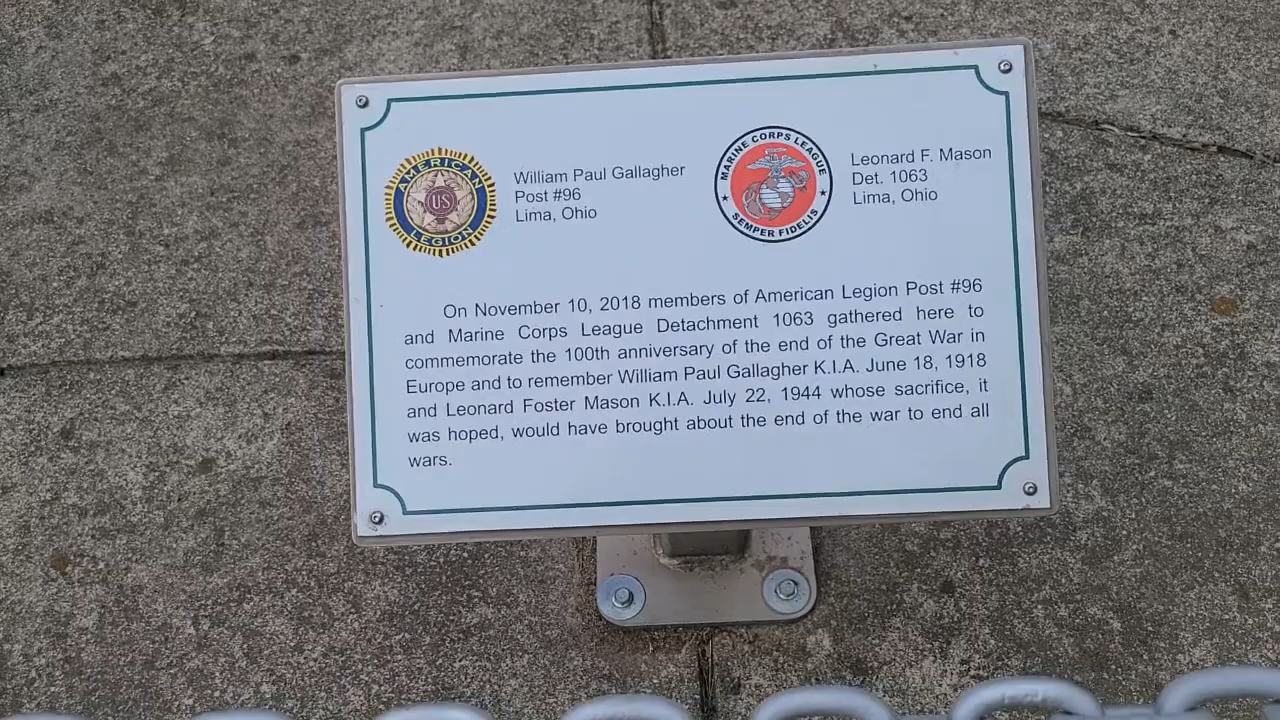 AMERICAN
US
LEGION
William Paul Gallagher
Post #96
Lima, Ohio
MARINE CORPS LEAGUE
SEMPER FIDELIS
Leonard F. Mason
Det. 1063
Lima, Ohio
On November 10, 2018 members of American Legion Post #96
and Marine Corps League Detachment 1063 gathered here to
commemorate the 100th anniversary of the end of the Great War in
Europe and to remember William Paul Gallagher K.I.A. June 18, 1918
and Leonard Foster Mason K.I.A. July 22, 1944 whose sacrifice, it
was hoped, would have brought about the end of the war to end all
wars.